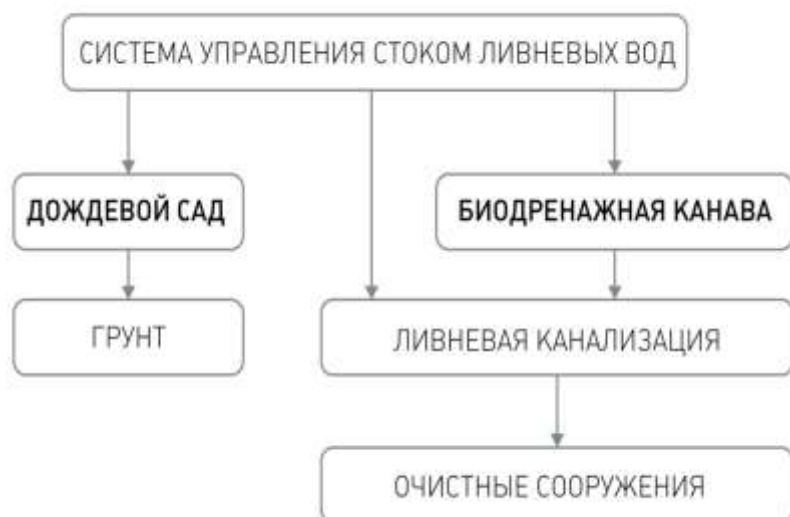 СИСТЕМА УПРАВЛЕНИЯ СТОКОМ ЛИВНЕВЫХ ВОД
ДОЖДЕВОЙ САД
БИОДРЕНАЖНАЯ КАНАВА
ГРУНТ
ЛИВНЕВАЯ КАНАЛИЗАЦИЯ
ОЧИСТНЫЕ СООРУЖЕНИЯ